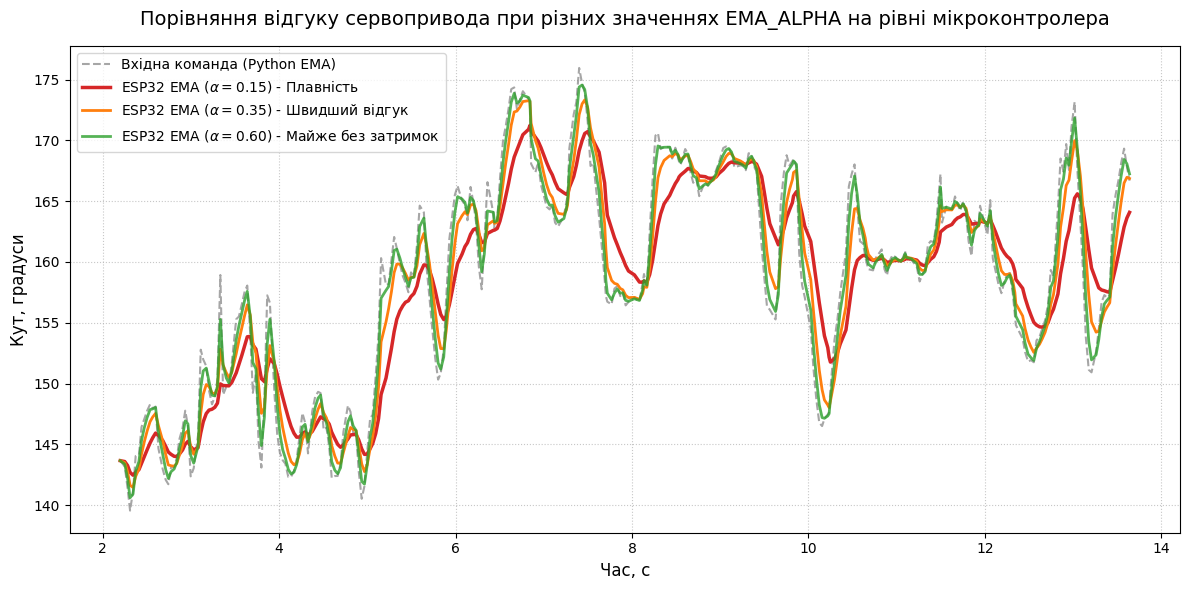 Порівняння відгуку сервопривода при різних значеннях EMA_ALPHA на рівні мікроконтролера
Вхідна команда (Python EMA)
ESP32 EMA (α = 0.15) - Плавність
ESP32 EMA (α = 0.35) - Швидший відгук
ESP32 EMA (α = 0.60) - Майже без затримок
Кут, градуси
175
170
165
160
155
150
145
140
2 4 6 8 10 12 14
Час, с